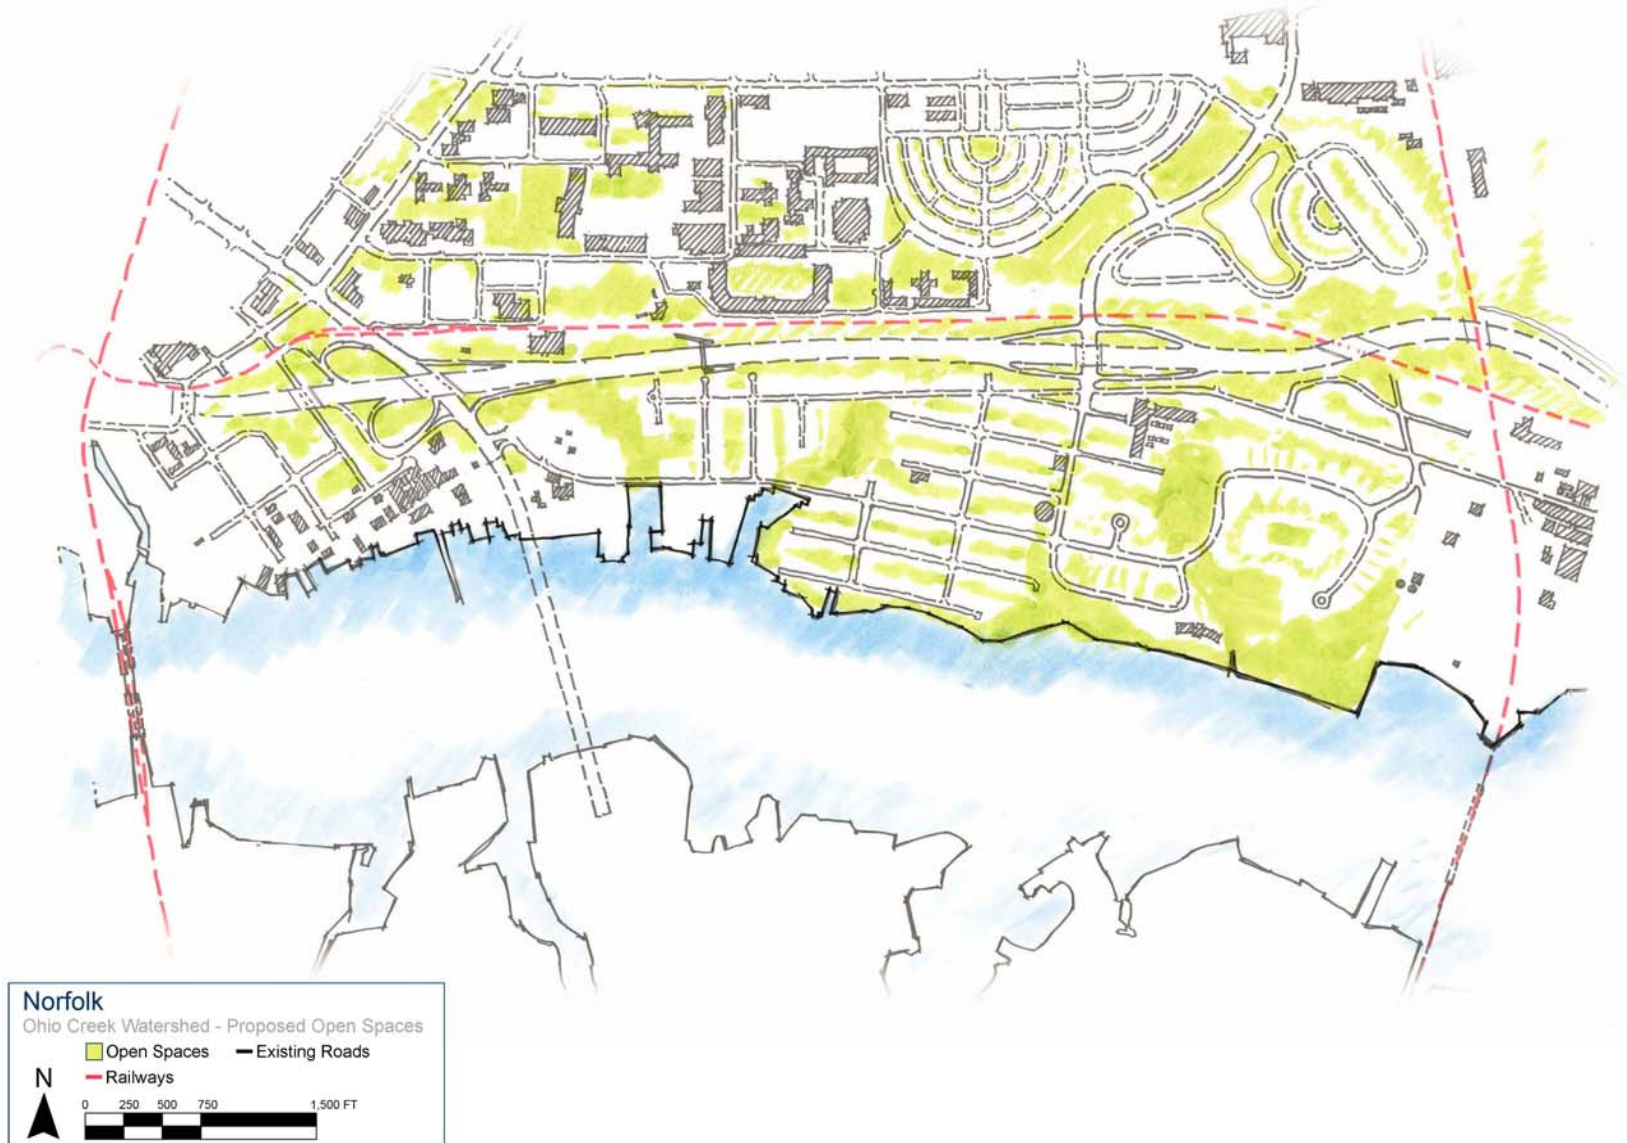 Norfolk
Ohio Creek Watershed - Proposed Open Spaces
Open Spaces Existing Roads
Railways
N
0 250 500 750 1,500 FT